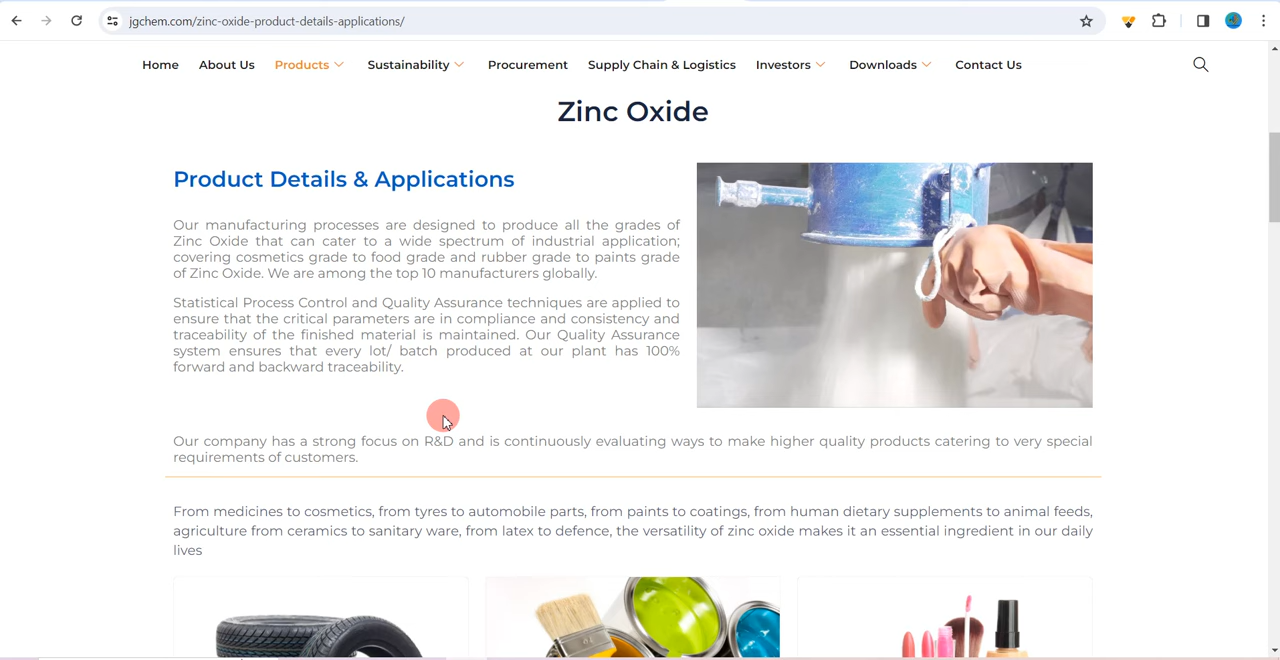 jgchem.com/zinc-oxide-product-details-applications/
Home About Us Products Sustainability Procurement Supply Chain & Logistics Investors Downloads Contact Us
Zinc Oxide
Product Details & Applications
Our manufacturing processes are designed to produce all the grades of
Zinc Oxide that can cater to a wide spectrum of industrial application;
covering cosmetics grade to food grade and rubber grade to paints grade
of Zinc Oxide. We are among the top 10 manufacturers globally.
Statistical Process Control and Quality Assurance techniques are applied to
ensure that the critical parameters are in compliance and consistency and
traceability of the finished material is maintained. Our Quality Assurance
system ensures that every lot/ batch produced at our plant has 100%
forward and backward traceability.
Our company has a strong focus on R&D and is continuously evaluating ways to make higher quality products catering to very special
requirements of customers.
From medicines to cosmetics, from tyres to automobile parts, from paints to coatings, from human dietary supplements to animal feeds,
agriculture from ceramics to sanitary ware, from latex to defence, the versatility of zinc oxide makes it an essential ingredient in our daily
lives